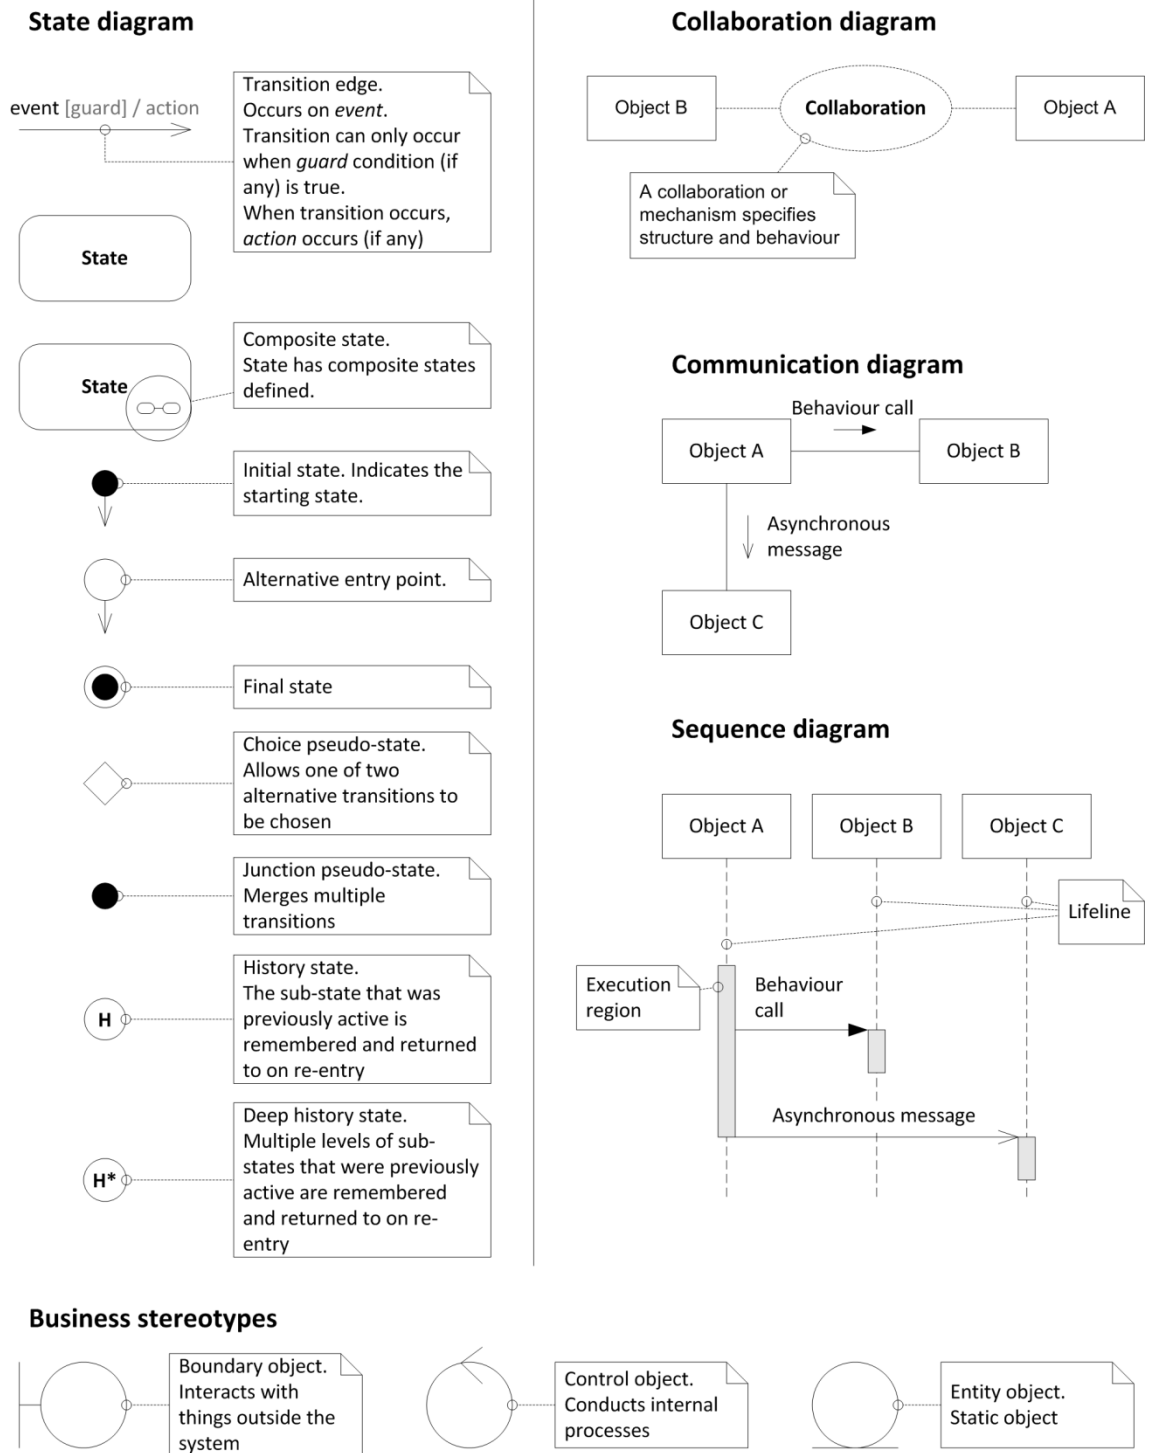 State diagram
event [guard] / action
Transition edge.
Occurs on event.
Transition can only occur
when guard condition (if
any) is true.
When transition occurs,
action occurs (if any)
State
State
Composite state.
State has composite states
defined.
Initial state. Indicates the
starting state.
Alternative entry point.
Final state
Choice pseudo-state.
Allows one of two
alternative transitions to
be chosen
Junction pseudo-state.
Merges multiple
transitions
H
History state.
The sub-state that was
previously active is
remembered and returned
to on re-entry
H*
Deep history state.
Multiple levels of sub-
states that were previously
active are remembered
and returned to on re-
entry
Collaboration diagram
Object B
Collaboration
Object A
A collaboration or
mechanism specifies
structure and behaviour
Communication diagram
Behaviour call
Object A
Object B
Asynchronous
message
Object C
Sequence diagram
Object A
Object B
Object C
Lifeline
Execution
region
Behaviour
call
Asynchronous message
Business stereotypes
Boundary object.
Interacts with
things outside the
system
Control object.
Conducts internal
processes
Entity object.
Static object